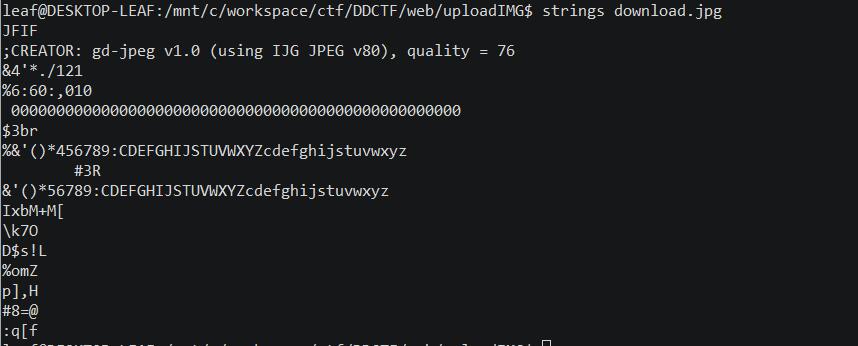 leaf@DESKTOP-LEAF:/mnt/c/workspace/ctf/DDCTF/web/uploadIMG$ strings download.jpg
JFIF
;CREATOR: gd-jpeg v1.0 (using IJG JPEG v80), quality = 76
&4'*./121
%6:60:,010
 00000000000000000000000000000000000000000000000000
$3br
%&'()*456789:CDEFGHIJSTUVWXYZcdefghijstuvwxyz
        #3R
&'()*56789:CDEFGHIJSTUVWXYZcdefghijstuvwxyz
IxbM+M[
\k7O
D$s!L
%omZ
p],H
#8=@
:q[f